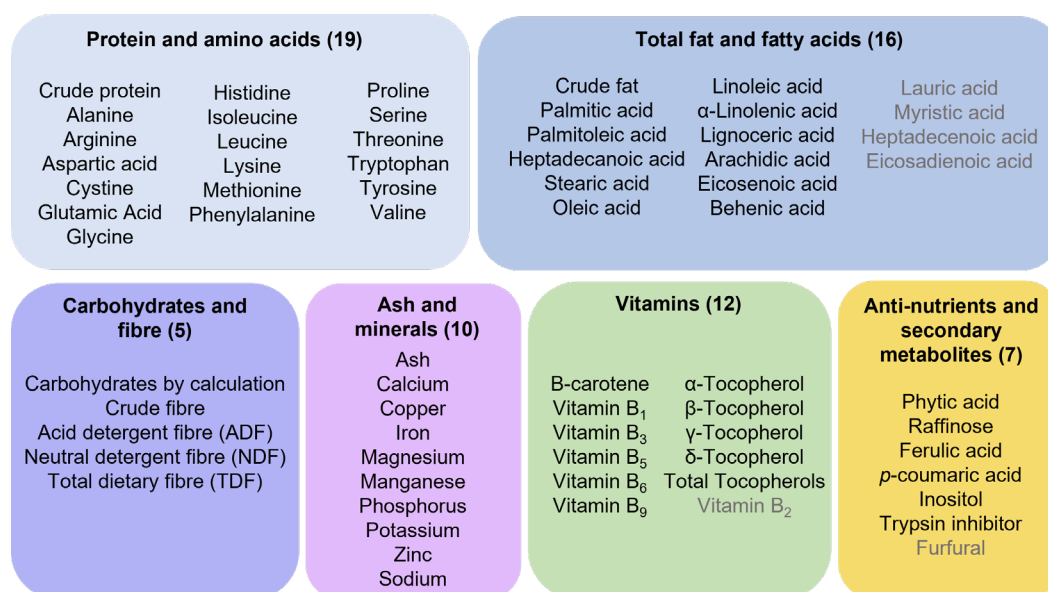 Protein and amino acids (19)
Crude protein
Alanine
Arginine
Aspartic acid
Cystine
Glutamic Acid
Glycine
Histidine
Isoleucine
Leucine
Lysine
Methionine
Phenylalanine
Proline
Serine
Threonine
Tryptophan
Tyrosine
Valine
Total fat and fatty acids (16)
Crude fat
Palmitic acid
Palmitoleic acid
Heptadecanoic acid
Stearic acid
Oleic acid
Linoleic acid
α-Linolenic acid
Lignoceric acid
Arachidic acid
Eicosenoic acid
Behenic acid
Lauric acid
Myristic acid
Heptadecenoic acid
Eicosadienoic acid
Carbohydrates and
fibre (5)
Carbohydrates by calculation
Crude fibre
Acid detergent fibre (ADF)
Neutral detergent fibre (NDF)
Total dietary fibre (TDF)
Ash and
minerals (10)
Ash
Calcium
Copper
Iron
Magnesium
Manganese
Phosphorus
Potassium
Zinc
Sodium
Vitamins (12)
B-carotene
Vitamin B₁
Vitamin B₃
Vitamin B₅
Vitamin B₆
Vitamin B₉
α-Tocopherol
β-Tocopherol
γ-Tocopherol
δ-Tocopherol
Total Tocopherols
Vitamin B₂
Anti-nutrients and
secondary
metabolites (7)
Phytic acid
Raffinose
Ferulic acid
p-coumaric acid
Inositol
Trypsin inhibitor
Furfural